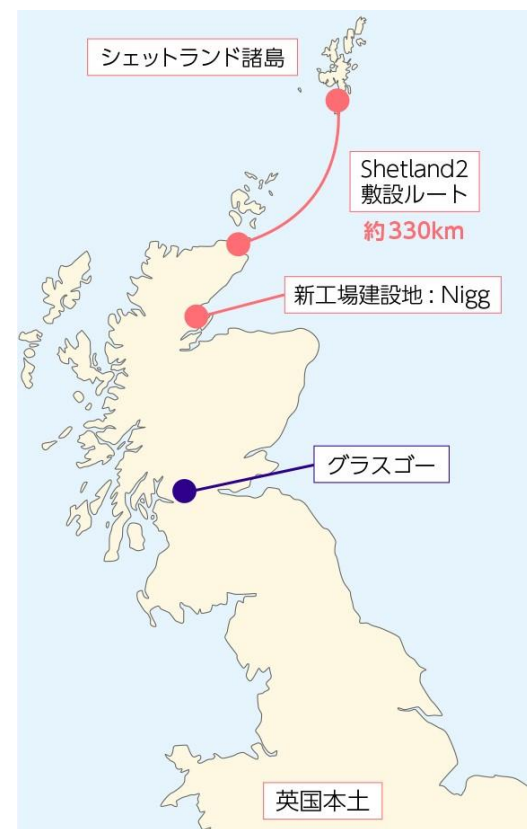 シェットランド諸島
Shetland2
敷設ルート
約330km
新工場建設地：Nigg
グラスゴー
英国本土